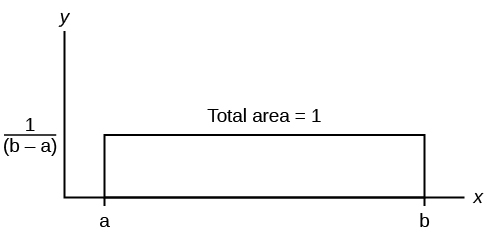 y
Total area = 1
1
(b – a)
x
a
b